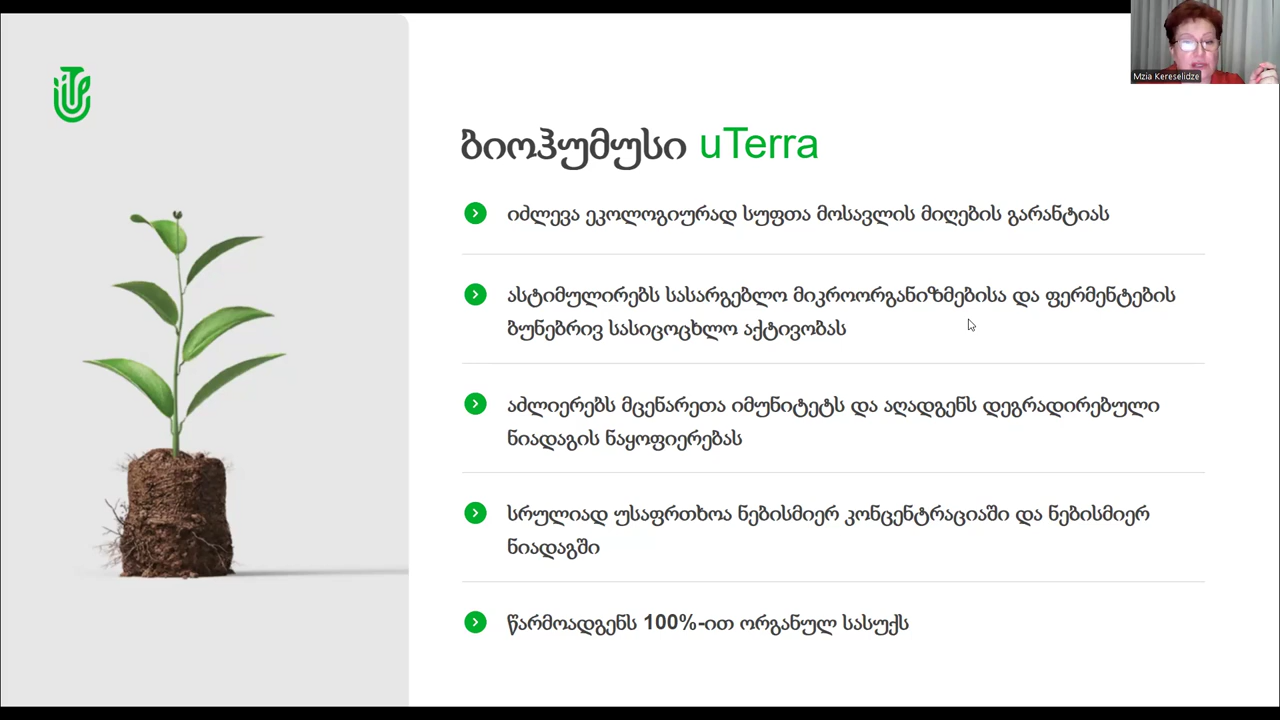 Mzia Kereselidze
ბიოჰუმუსი uTerra
იძლევა ეკოლოგიურად სუფთა მოსავლის მიღების გარანტიას
ასტიმულირებს სასარგებლო მიკროორგანიზმებისა და ფერმენტების
ბუნებრივ სასიცოცხლო აქტივობას
აძლიერებს მცენარეთა იმუნიტეტს და აღადგენს დეგრადირებული
ნიადაგის ნაყოფიერებას
სრულიად უსაფრთხოა ნებისმიერ კონცენტრაციაში და ნებისმიერ
ნიადაგში
წარმოადგენს 100%-ით ორგანულ სასუქს